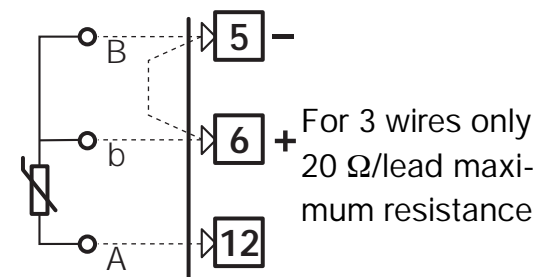 B 5 −
b 6 + For 3 wires only
20 Ω/lead maxi-
mum resistance
A 12